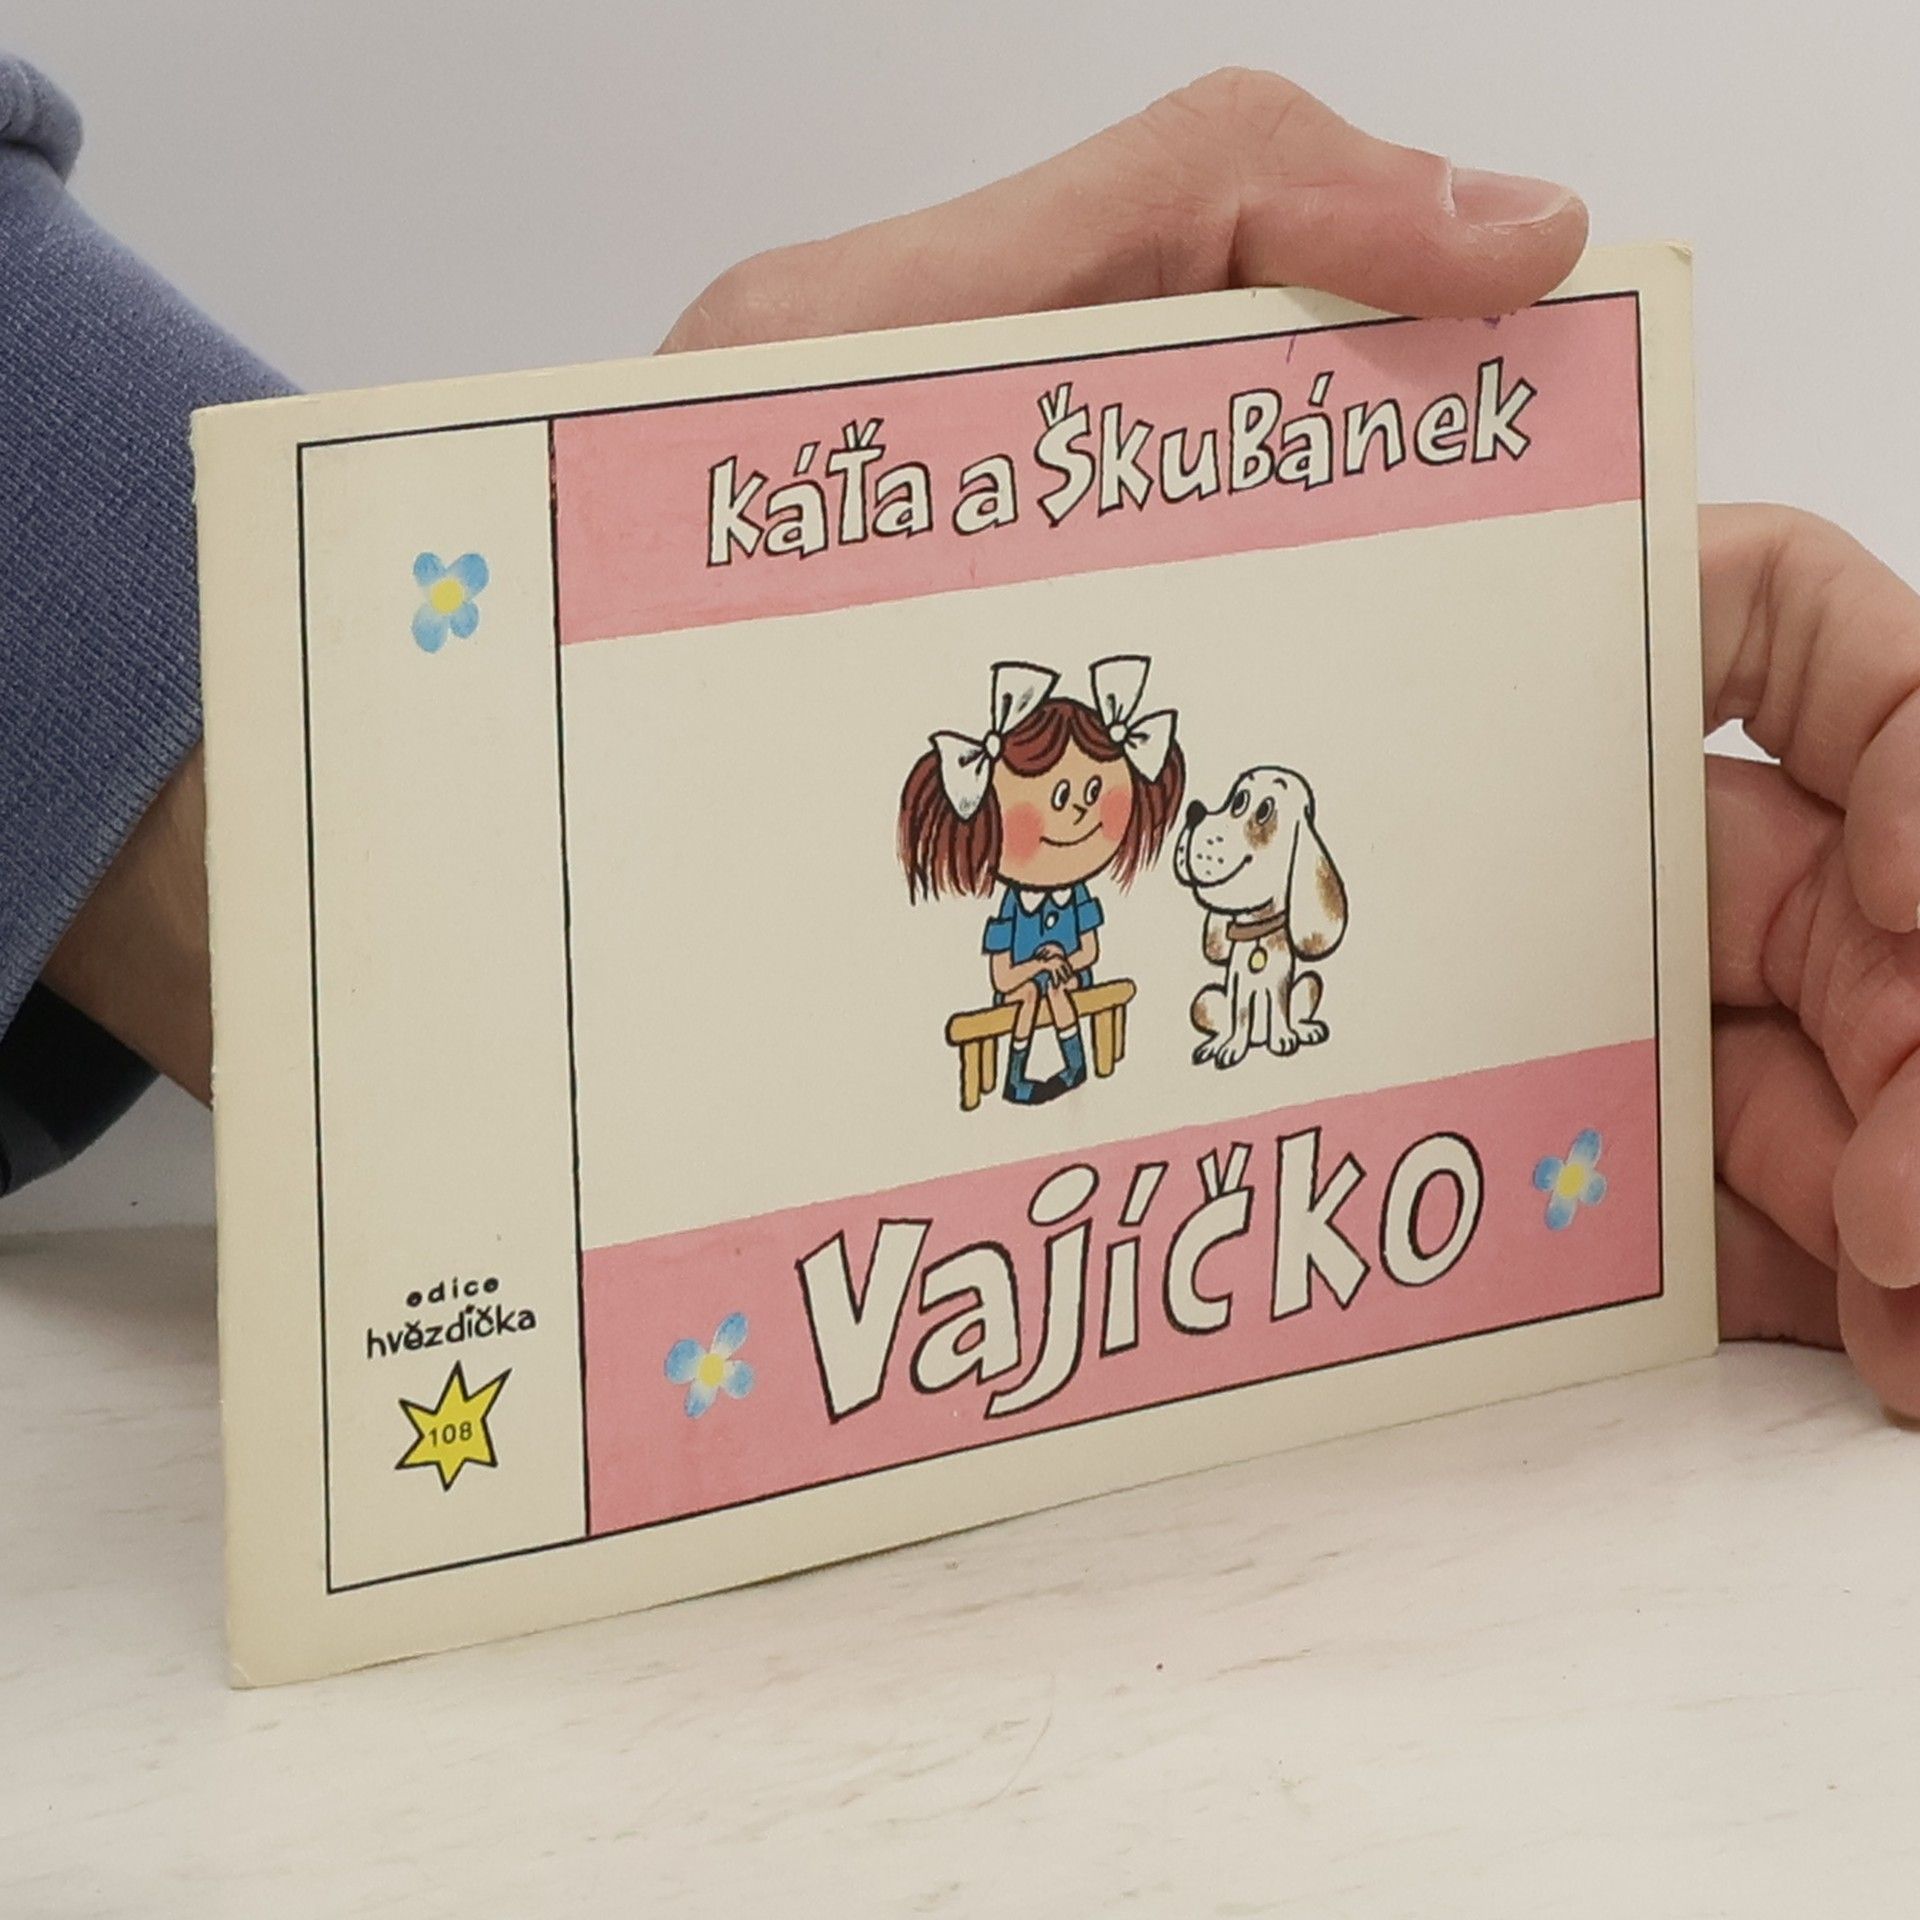 Káťa a Škubánek
Vajíčko
edice
hvězdička
108